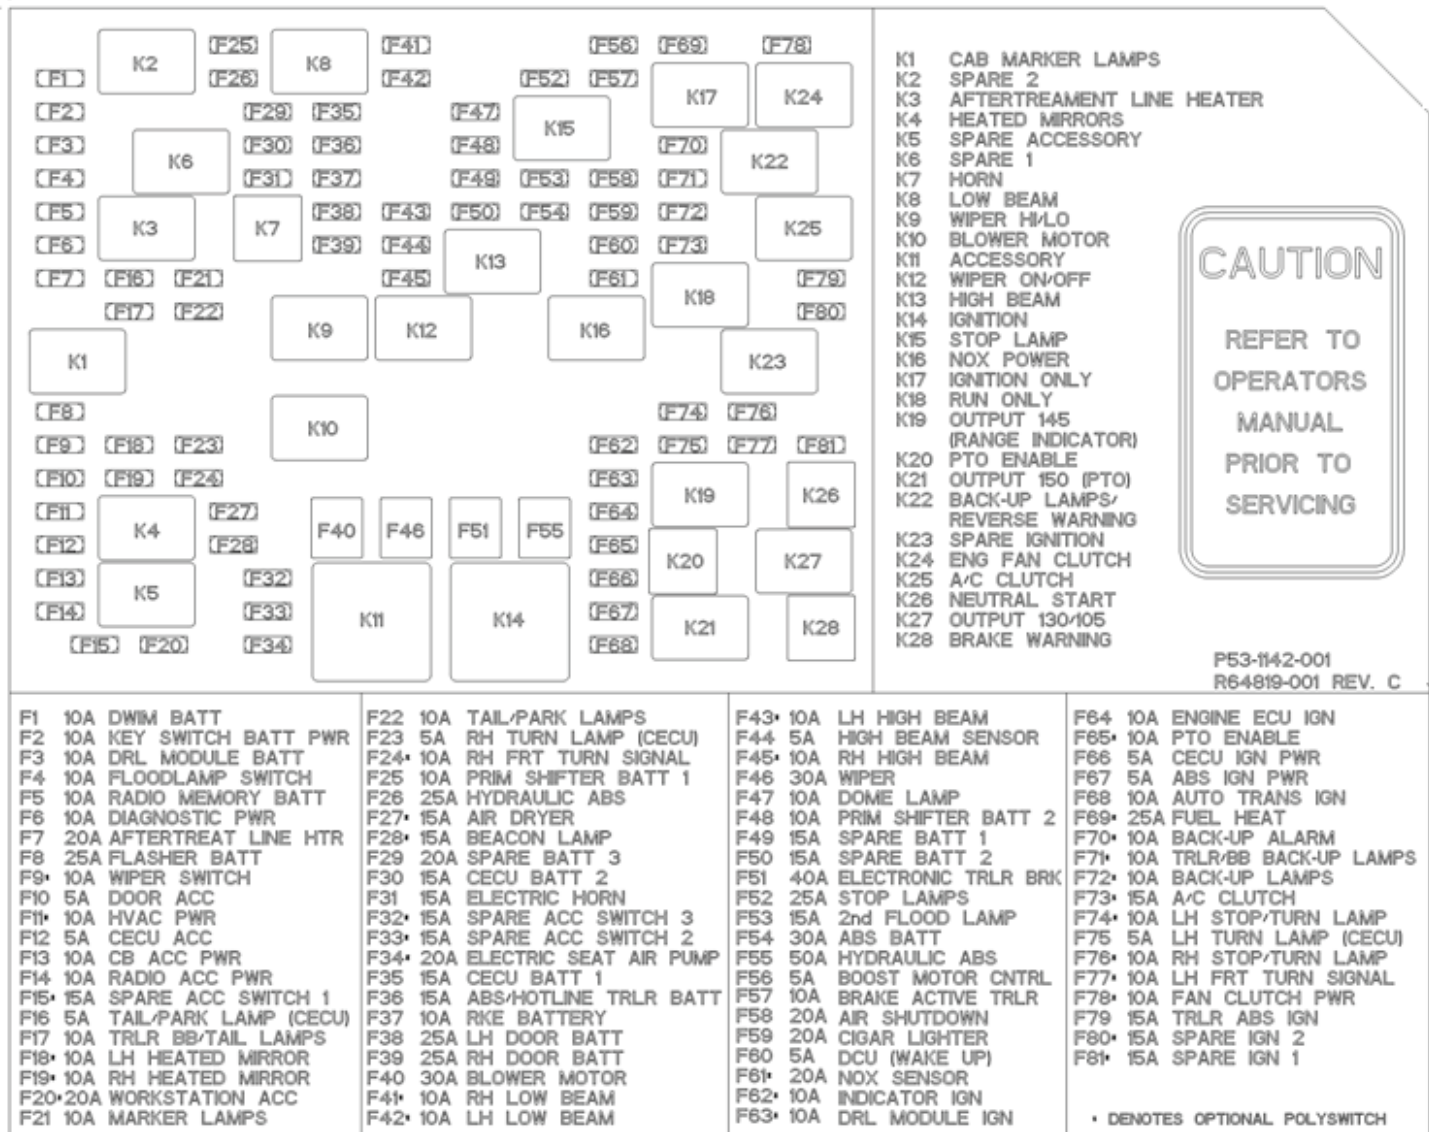 F25 F41 F56 F69 F78
K2 K8
F1 F26 F42 F52 F57
K17 K24
F2 F29 F35 F47
K15
F3 F30 F36 F48 F70
K6 K22
F4 F31 F37 F49 F53 F58 F71
F5 F38 F43 F50 F54 F59 F72
K3 K7 K25
F6 F39 F44 F60 F73
K13
F7 F16 F21 F45 F61 F79
K18
F17 F22 F80
K9 K12 K16
K1 K23
F8 F74 F76
K10
F9 F18 F23 F62 F75 F77 F81
F10 F19 F24 F63
K19 K26
F11 F27 F64
K4 F40 F46 F51 F55
F12 F28 F65
K20 K27
F13 F32 F66
K5
F14 F33 F67
K11 K14 K21 K28
F15 F20 F34 F68
K1 CAB MARKER LAMPS
K2 SPARE 2
K3 AFTERTREAMENT LINE HEATER
K4 HEATED MIRRORS
K5 SPARE ACCESSORY
K6 SPARE 1
K7 HORN
K8 LOW BEAM
K9 WIPER HI/LO
K10 BLOWER MOTOR
K11 ACCESSORY
K12 WIPER ON/OFF
K13 HIGH BEAM
K14 IGNITION
K15 STOP LAMP
K16 NOX POWER
K17 IGNITION ONLY
K18 RUN ONLY
K19 OUTPUT 145
(RANGE INDICATOR)
K20 PTO ENABLE
K21 OUTPUT 150 (PTO)
K22 BACK-UP LAMPS/
REVERSE WARNING
K23 SPARE IGNITION
K24 ENG FAN CLUTCH
K25 A/C CLUTCH
K26 NEUTRAL START
K27 OUTPUT 130/105
K28 BRAKE WARNING
CAUTION
REFER TO
OPERATORS
MANUAL
PRIOR TO
SERVICING
P53-1142-001
R64819-001 REV. C
F1 10A DWIM BATT
F2 10A KEY SWITCH BATT PWR
F3 10A DRL MODULE BATT
F4 10A FLOODLAMP SWITCH
F5 10A RADIO MEMORY BATT
F6 10A DIAGNOSTIC PWR
F7 20A AFTERTREAT LINE HTR
F8 25A FLASHER BATT
F9• 10A WIPER SWITCH
F10 5A DOOR ACC
F11• 10A HVAC PWR
F12 5A CECU ACC
F13 10A CB ACC PWR
F14 10A RADIO ACC PWR
F15• 15A SPARE ACC SWITCH 1
F16 5A TAIL/PARK LAMP (CECU)
F17 10A TRLR BB/TAIL LAMPS
F18• 10A LH HEATED MIRROR
F19• 10A RH HEATED MIRROR
F20• 20A WORKSTATION ACC
F21 10A MARKER LAMPS
F22 10A TAIL/PARK LAMPS
F23 5A RH TURN LAMP (CECU)
F24• 10A RH FRT TURN SIGNAL
F25 10A PRIM SHIFTER BATT 1
F26 25A HYDRAULIC ABS
F27• 15A AIR DRYER
F28• 15A BEACON LAMP
F29 20A SPARE BATT 3
F30 15A CECU BATT 2
F31 15A ELECTRIC HORN
F32• 15A SPARE ACC SWITCH 3
F33• 15A SPARE ACC SWITCH 2
F34• 20A ELECTRIC SEAT AIR PUMP
F35 15A CECU BATT 1
F36 15A ABS/HOTLINE TRLR BATT
F37 10A RKE BATTERY
F38 25A LH DOOR BATT
F39 25A RH DOOR BATT
F40 30A BLOWER MOTOR
F41• 10A RH LOW BEAM
F42• 10A LH LOW BEAM
F43• 10A LH HIGH BEAM
F44 5A HIGH BEAM SENSOR
F45• 10A RH HIGH BEAM
F46 30A WIPER
F47 10A DOME LAMP
F48 10A PRIM SHIFTER BATT 2
F49 15A SPARE BATT 1
F50 15A SPARE BATT 2
F51 40A ELECTRONIC TRLR BRK
F52 25A STOP LAMPS
F53 15A 2nd FLOOD LAMP
F54 30A ABS BATT
F55 50A HYDRAULIC ABS
F56 5A BOOST MOTOR CNTRL
F57 10A BRAKE ACTIVE TRLR
F58 20A AIR SHUTDOWN
F59 20A CIGAR LIGHTER
F60 5A DCU (WAKE UP)
F61• 20A NOX SENSOR
F62• 10A INDICATOR IGN
F63• 10A DRL MODULE IGN
F64 10A ENGINE ECU IGN
F65• 10A PTO ENABLE
F66 5A CECU IGN PWR
F67 5A ABS IGN PWR
F68 10A AUTO TRANS IGN
F69• 25A FUEL HEAT
F70• 10A BACK-UP ALARM
F71• 10A TRLR/BB BACK-UP LAMPS
F72• 10A BACK-UP LAMPS
F73• 15A A/C CLUTCH
F74• 10A LH STOP/TURN LAMP
F75 5A LH TURN LAMP (CECU)
F76• 10A RH STOP/TURN LAMP
F77• 10A LH FRT TURN SIGNAL
F78• 10A FAN CLUTCH PWR
F79 15A TRLR ABS IGN
F80• 15A SPARE IGN 2
F81• 15A SPARE IGN 1
• DENOTES OPTIONAL POLYSWITCH